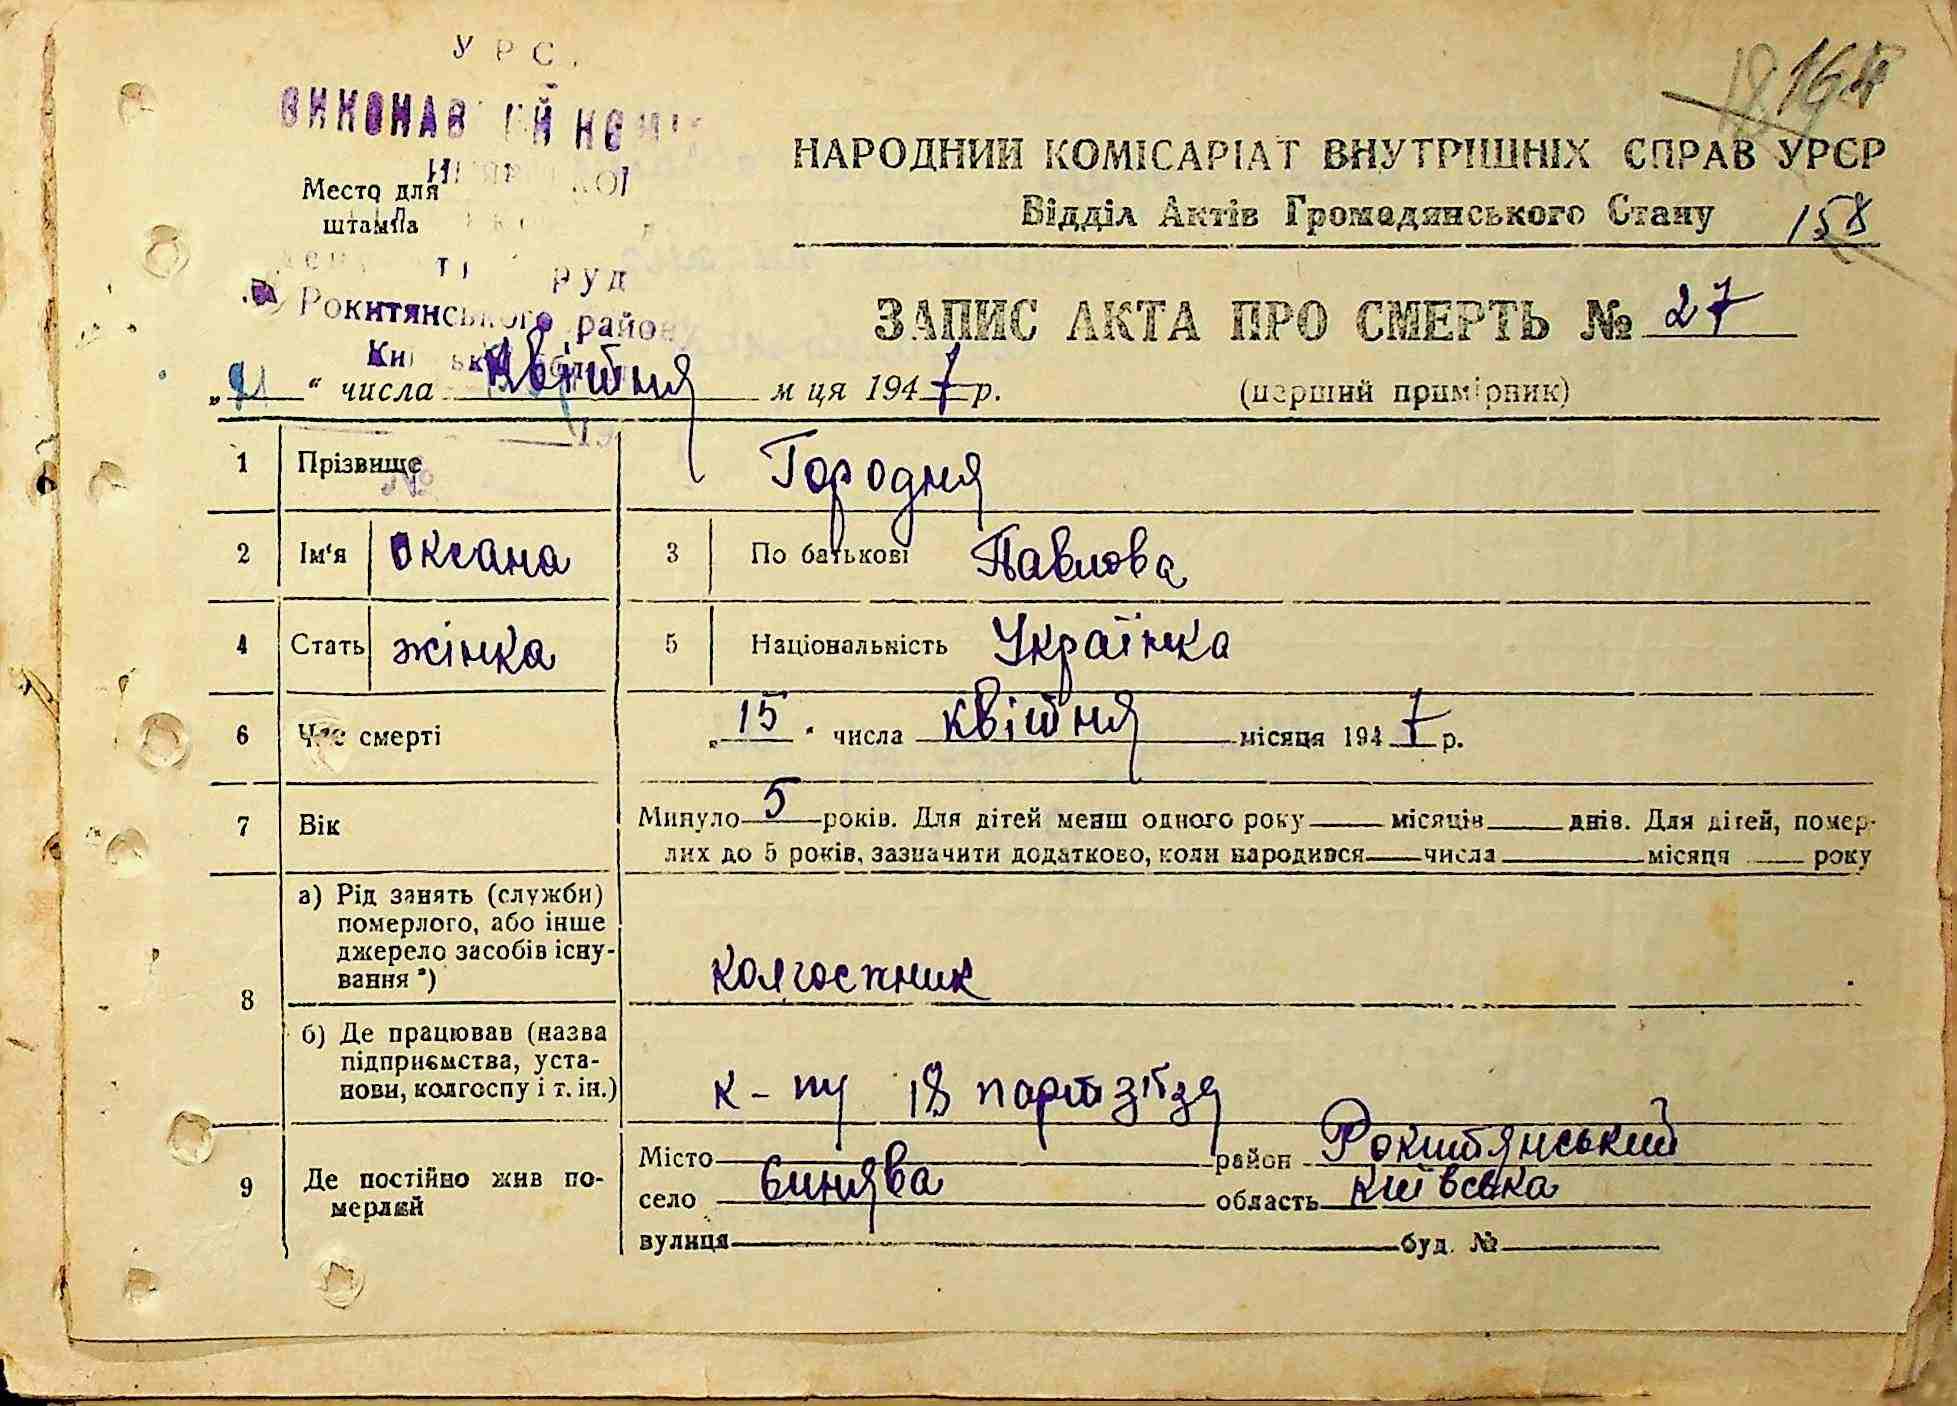 УРС
ВИКОНАВ ИЙ
164
НАРОДНИЙ КОМІСАРІАТ ВНУТРІШНІХ СПРАВ УРЄР
Место для
штампа
Відділ Актів Громадянського Стану 158
РУД
Рокитянського району
ЗАПИС АКТА ПРО СМЕРТЬ № 27
„ “ числа квітня м ця 1947 р.
(перший примірник)
1 Прізвище Городня
2 Ім'я Оксана 3 По батькові Павлова
4 Стать жінка 5 Національність Українка
6 Час смерті „15“ числа квітня місяця 1947 р.
7 Вік Минуло 5 років. Для дітей менш одного року місяців днів. Для дітей, помер-
лих до 5 років, зазначити додатково, коли народився числа місяця року
8 а) Рід занять (служби)
померлого, або інше
джерело засобів існу-
вання *) колгоспник
б) Де працював (назва
підприємства, уста-
нови, колгоспу і т. ін.) к-пу 18 партзїзд
9 Де постійно жив по-
мерлий
Місто район Рокитянський
село Синява область Київська
вулиця буд. №